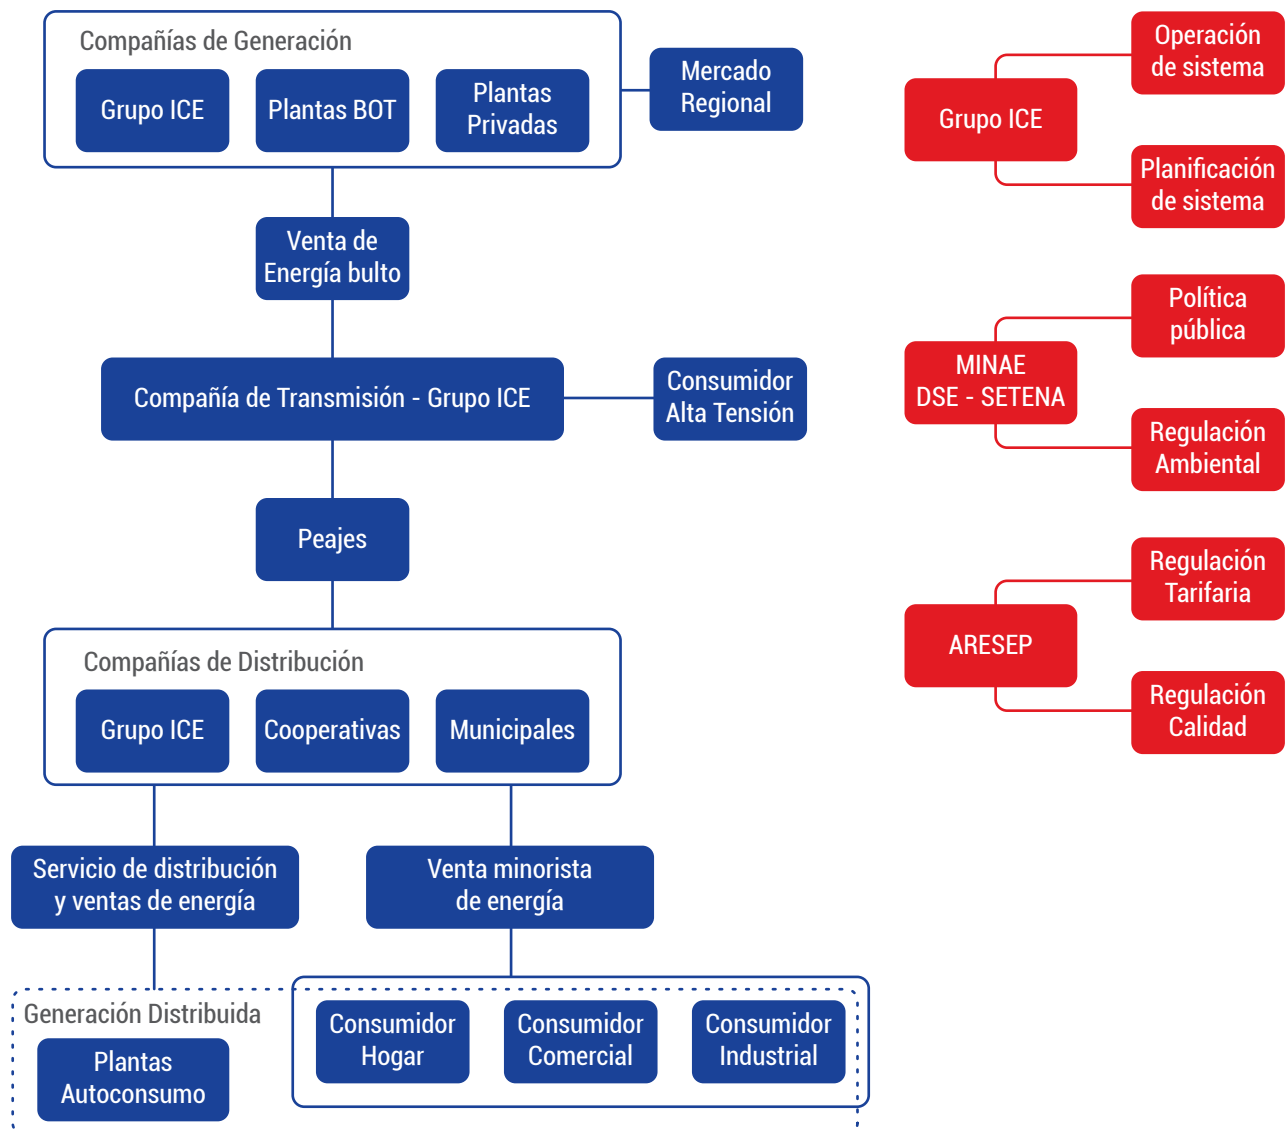 Compañías de Generación
Grupo ICE
Plantas BOT
Plantas
Privadas
Mercado
Regional
Venta de
Energía bulto
Compañía de Transmisión - Grupo ICE
Consumidor
Alta Tensión
Peajes
Compañías de Distribución
Grupo ICE
Cooperativas
Municipales
Servicio de distribución
y ventas de energía
Venta minorista
de energía
Generación Distribuida
Plantas
Autoconsumo
Consumidor
Hogar
Consumidor
Comercial
Consumidor
Industrial
Grupo ICE
Operación
de sistema
Planificación
de sistema
MINAE
DSE - SETENA
Política
pública
Regulación
Ambiental
ARESEP
Regulación
Tarifaria
Regulación
Calidad